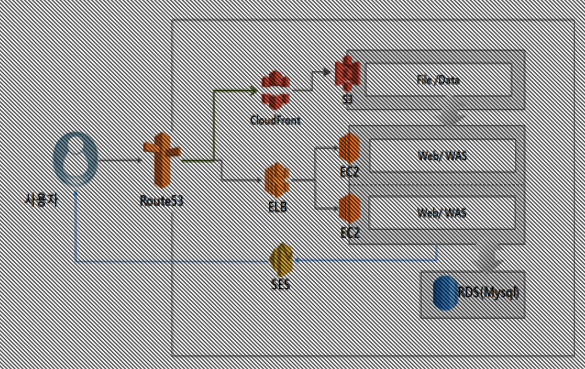 File /Data
S3
CloudFront
Web/ WAS
EC2
사용자
Route53
ELB
Web/ WAS
EC2
SES
RDS(Mysql)